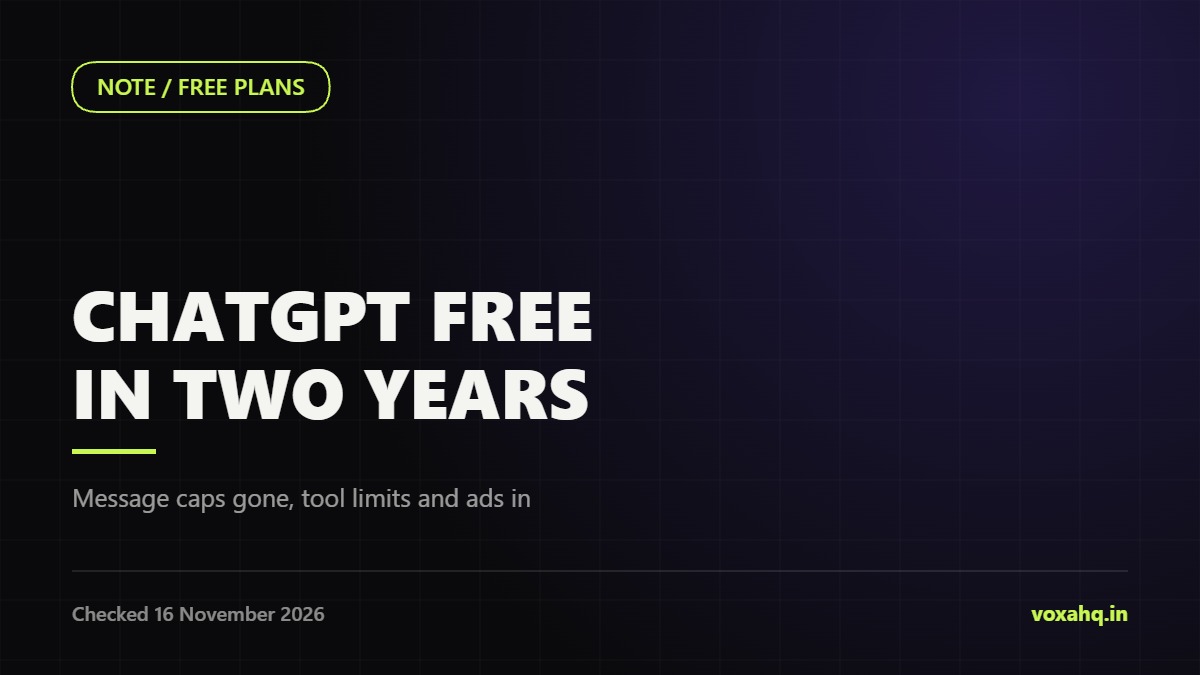 NOTE / FREE PLANS
CHATGPT FREE
IN TWO YEARS
Message caps gone, tool limits and ads in
Checked 16 November 2026
voxahq.in